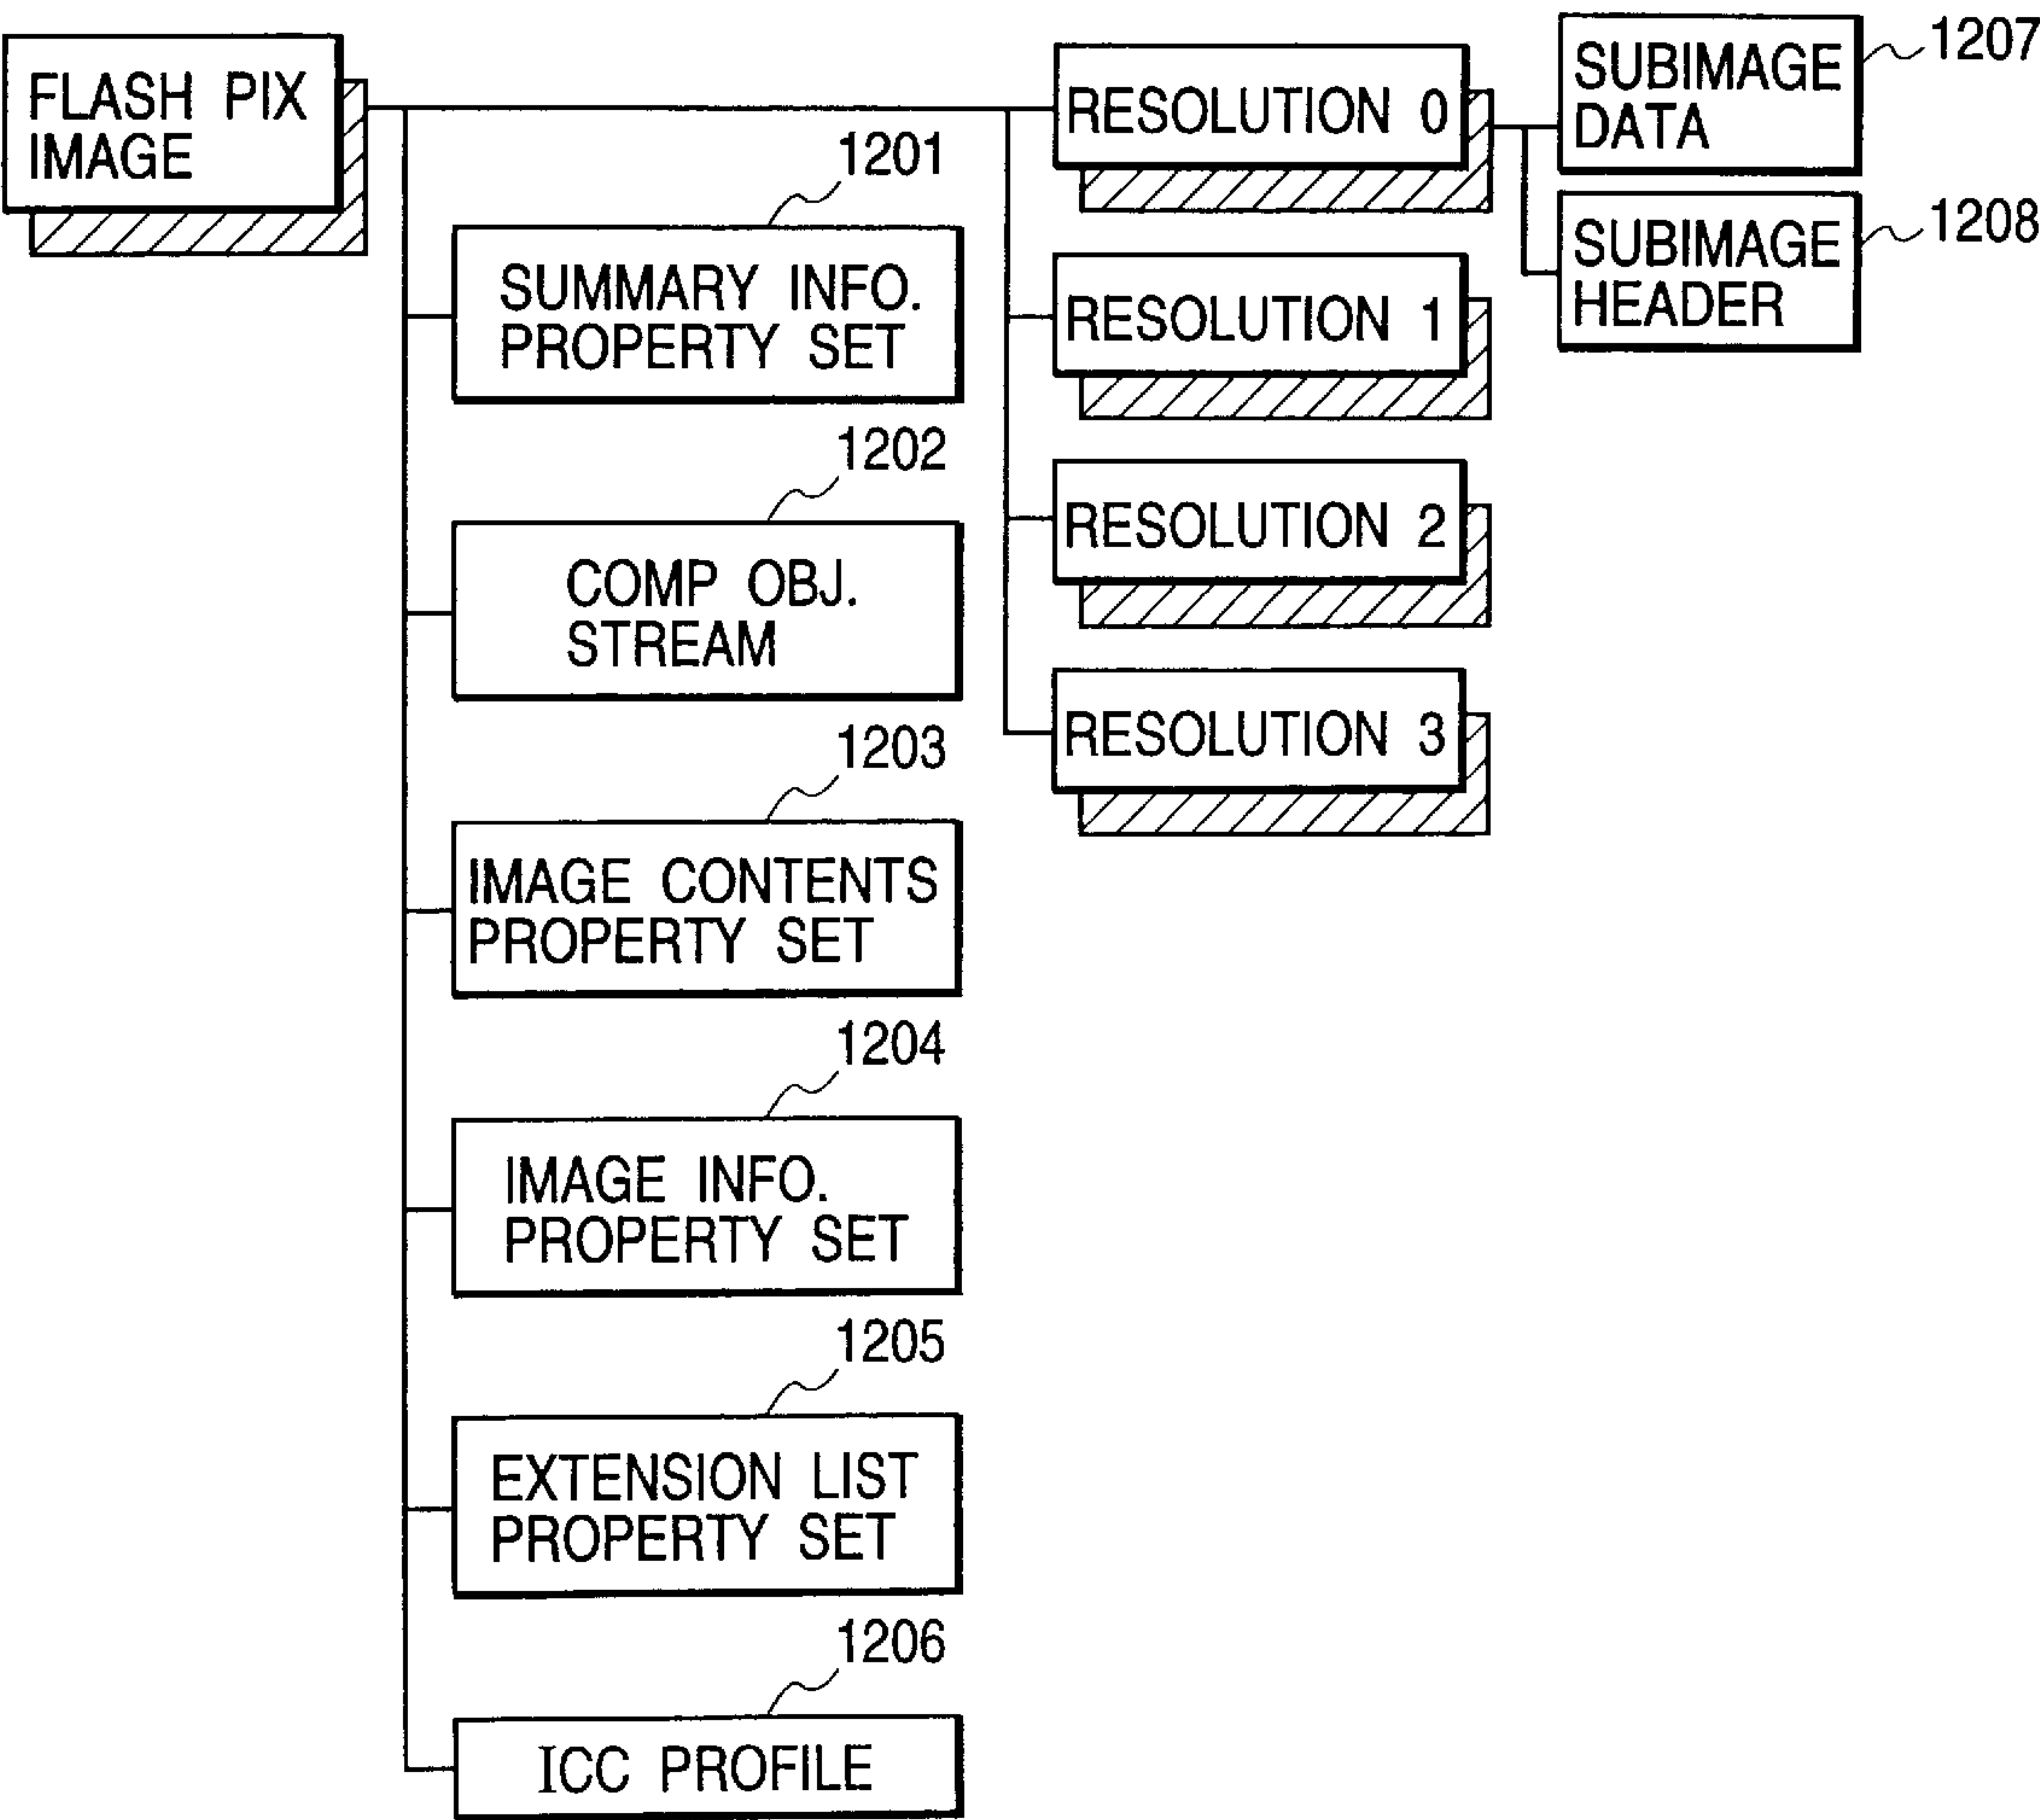 FLASH PIX
IMAGE
1201
SUMMARY INFO.
PROPERTY SET
1202
COMP OBJ.
STREAM
1203
IMAGE CONTENTS
PROPERTY SET
1204
IMAGE INFO.
PROPERTY SET
1205
EXTENSION LIST
PROPERTY SET
1206
ICC PROFILE
RESOLUTION 0
RESOLUTION 1
RESOLUTION 2
RESOLUTION 3
SUBIMAGE
DATA
1207
SUBIMAGE
HEADER
1208